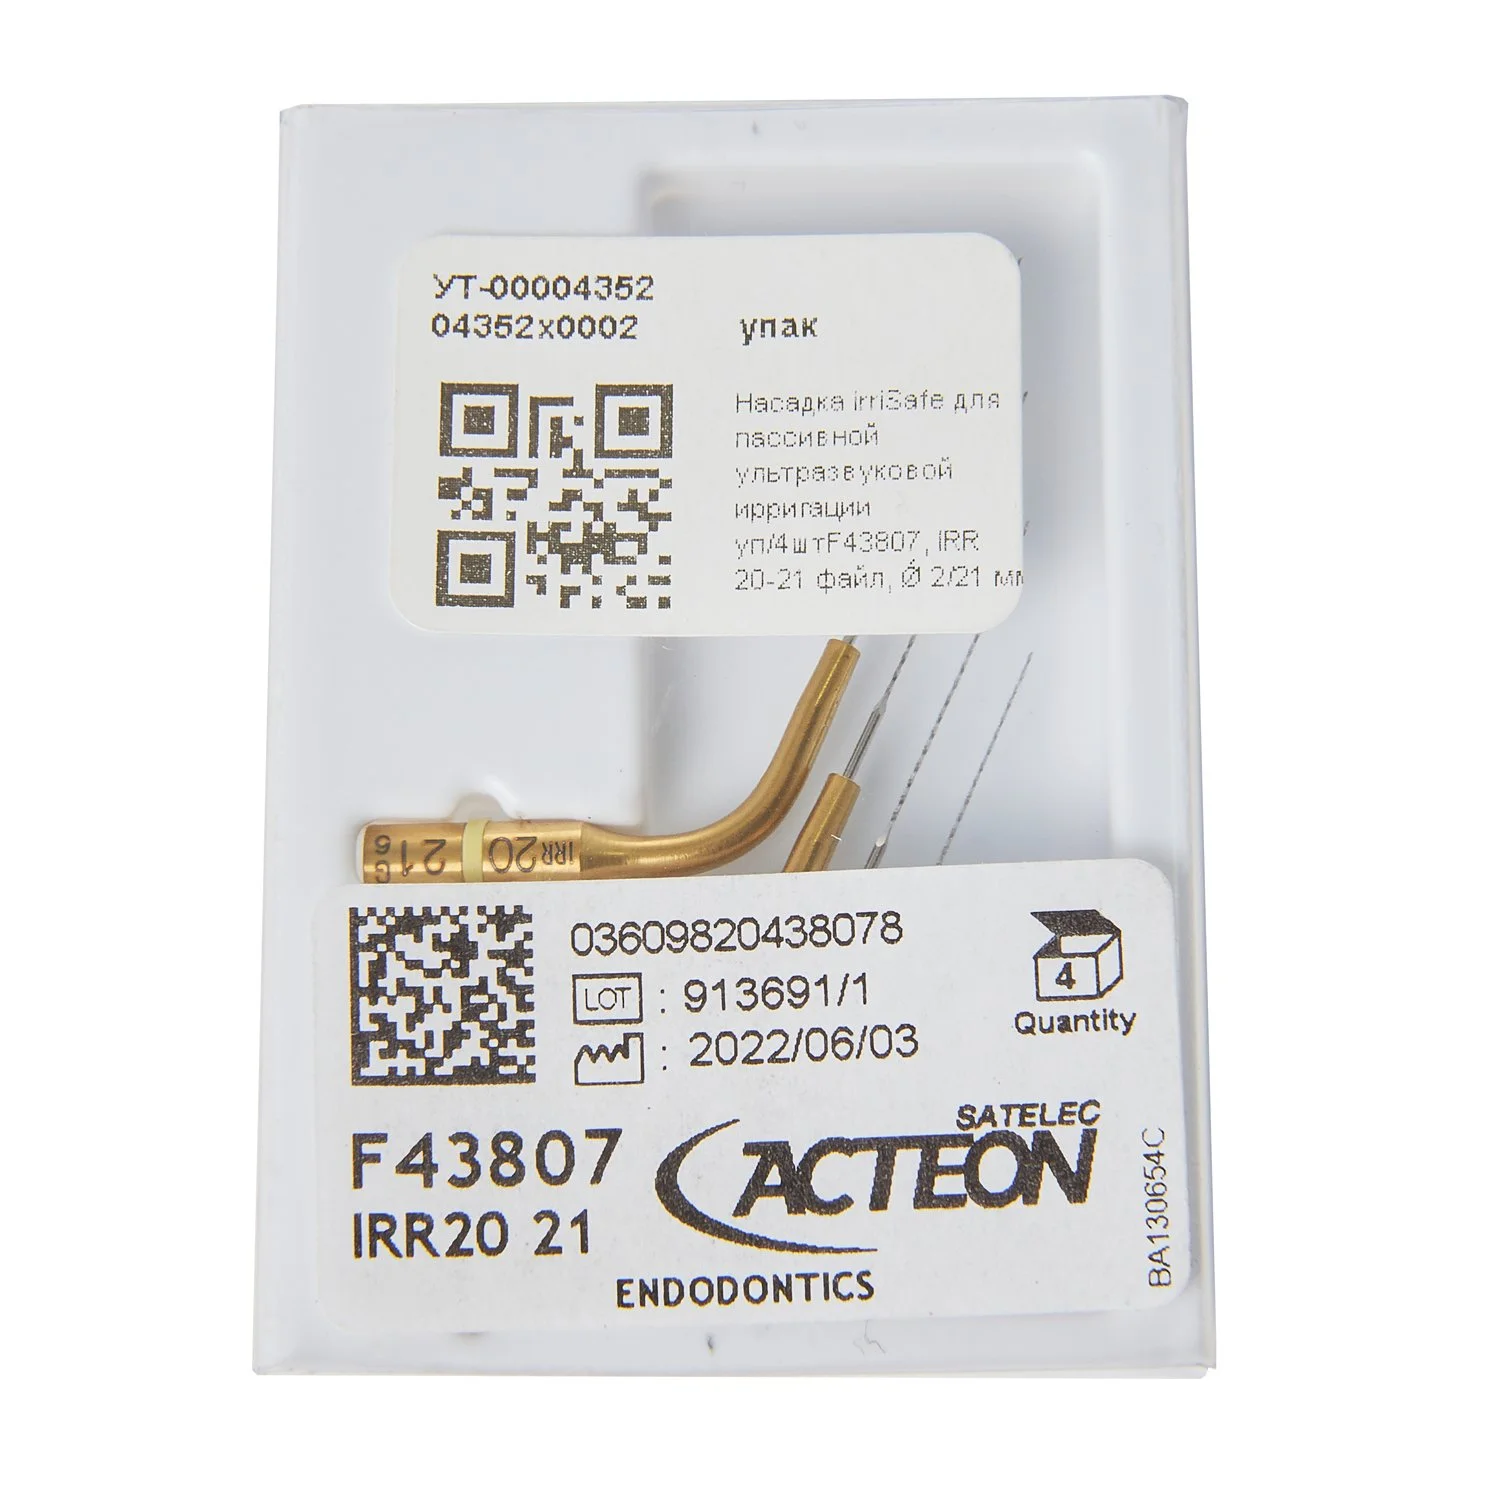 УТ-00004352
04352x0002
упак
Насадка irriSafe для
пассивной
ультразвуковой
ирригации
уп/4штF43807, IRR
20-21 файл, Ø 2/21 мм
IRR20 21
G6
03609820438078
LOT : 913691/1
: 2022/06/03
4
Quantity
F43807
IRR20 21
SATELEC
ACTEON
ENDODONTICS
BA130654C